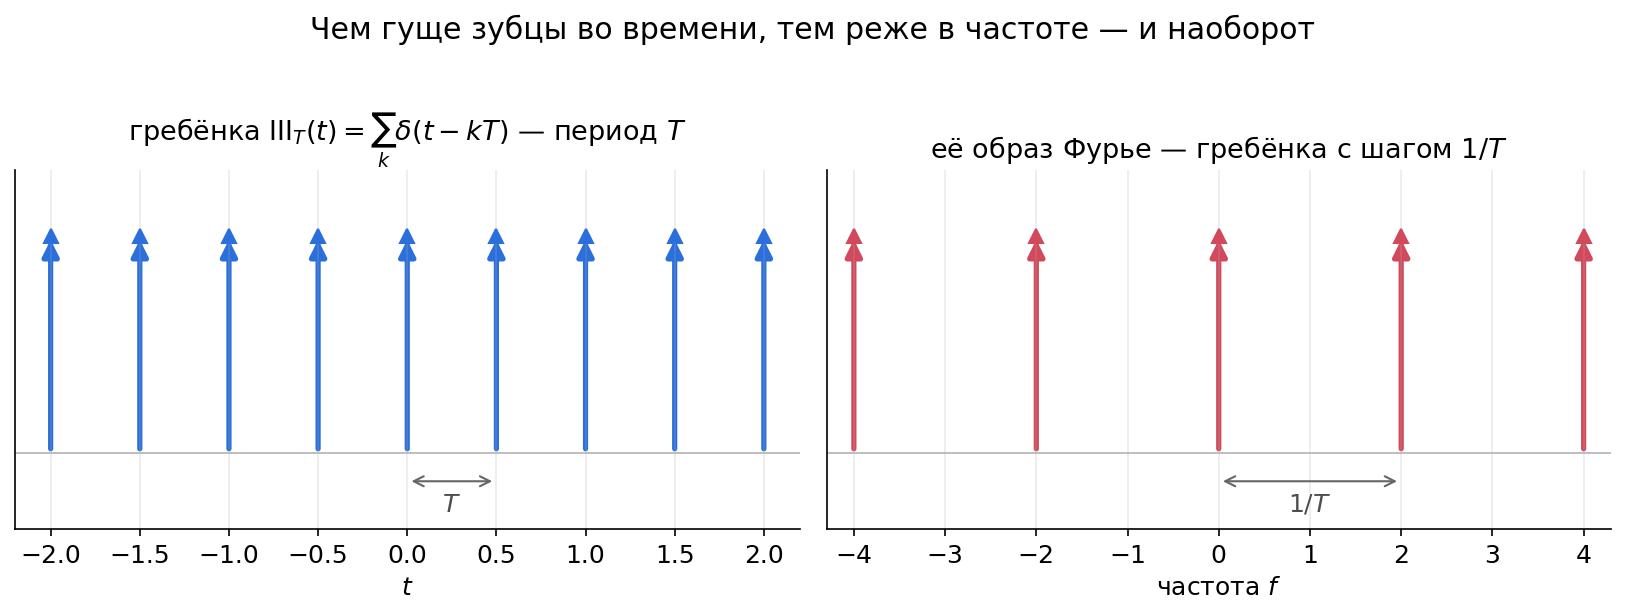 Чем гуще зубцы во времени, тем реже в частоте — и наоборот
гребёнка III_T(t) = ∑_k δ(t − kT) — период T
T
−2.0 −1.5 −1.0 −0.5 0.0 0.5 1.0 1.5 2.0
t
её образ Фурье — гребёнка с шагом 1/T
1/T
−4 −3 −2 −1 0 1 2 3 4
частота f